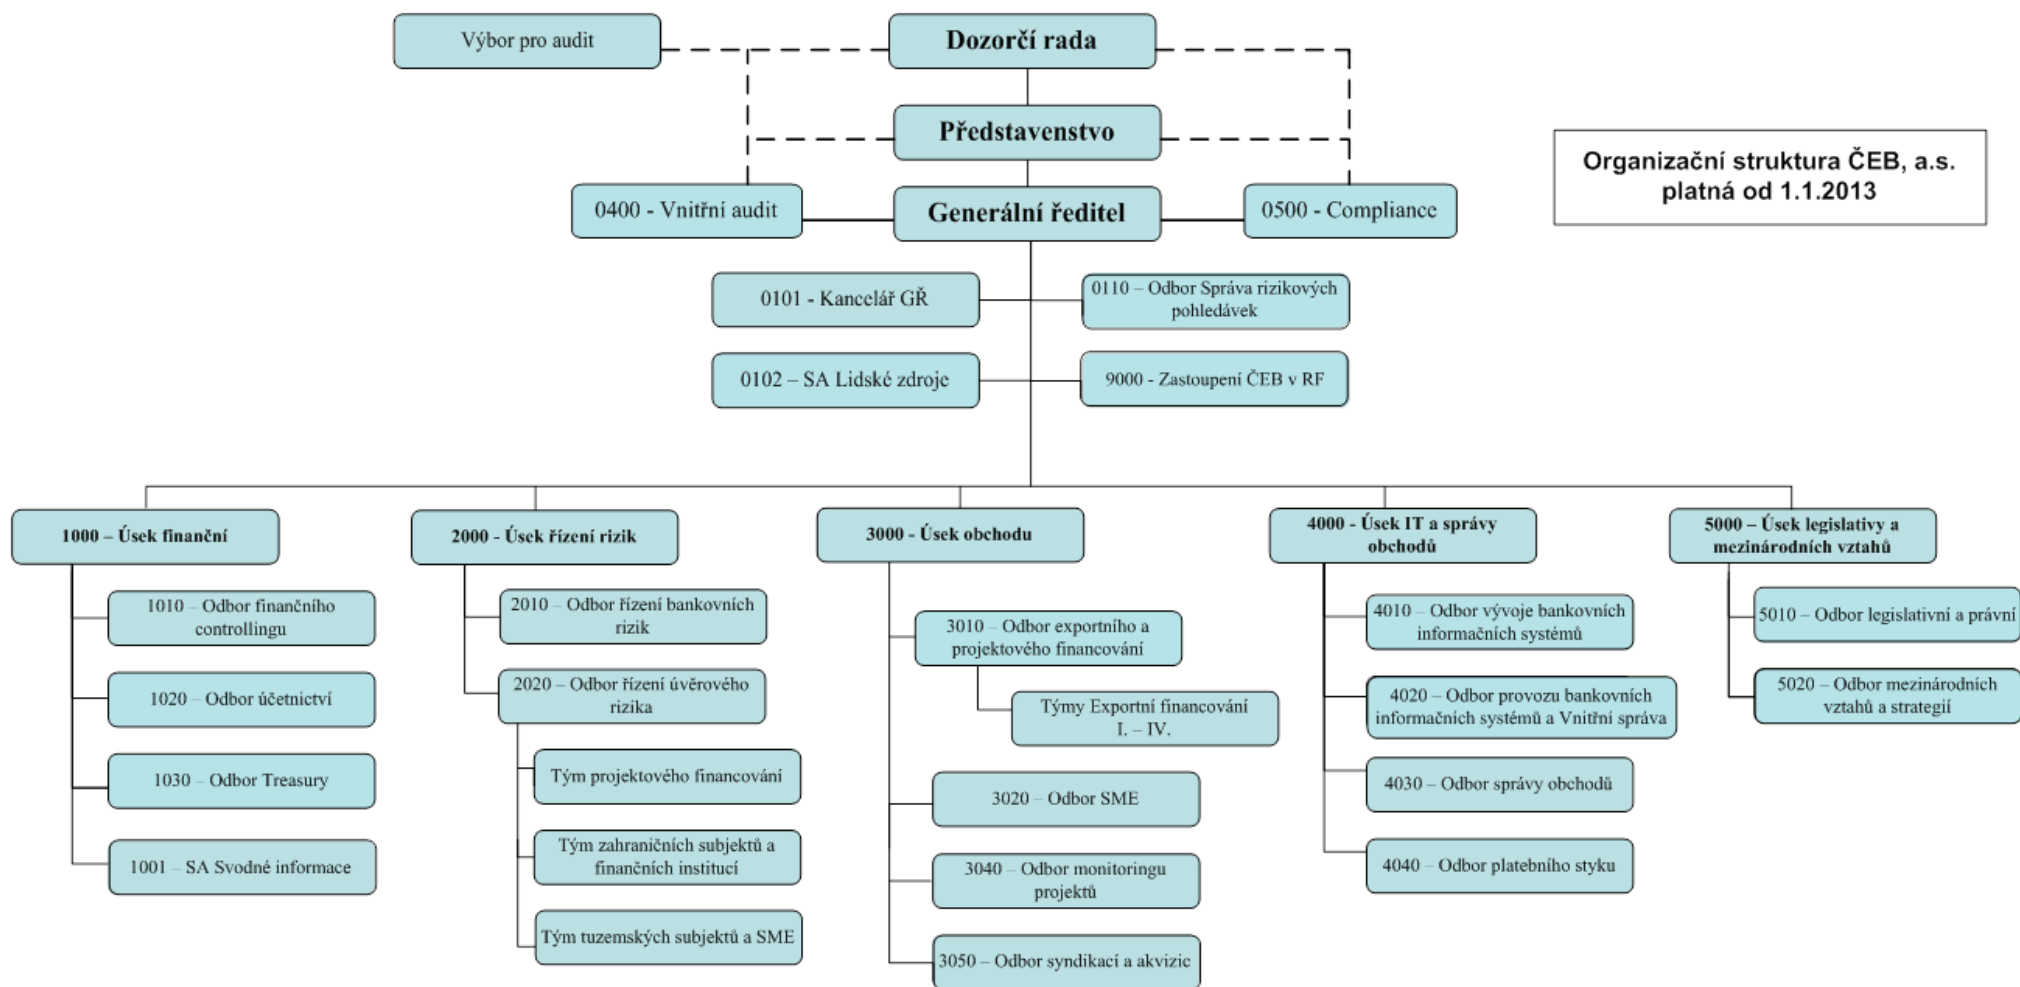 Výbor pro audit
Dozorčí rada
Představenstvo
Organizační struktura ČEB, a.s.
platná od 1.1.2013
0400 - Vnitřní audit
Generální ředitel
0500 - Compliance
0101 - Kancelář GŘ
0110 – Odbor Správa rizikových
pohledávek
0102 – SA Lidské zdroje
9000 - Zastoupení ČEB v RF
1000 – Úsek finanční
1010 – Odbor finančního
controllingu
1020 – Odbor účetnictví
1030 – Odbor Treasury
1001 – SA Svodné informace
2000 - Úsek řízení rizik
2010 – Odbor řízení bankovních
rizik
2020 – Odbor řízení úvěrového
rizika
Tým projektového financování
Tým zahraničních subjektů a
finančních institucí
Tým tuzemských subjektů a SME
3000 - Úsek obchodu
3010 – Odbor exportního a
projektového financování
Týmy Exportní financování
I. – IV.
3020 – Odbor SME
3040 – Odbor monitoringu
projektů
3050 – Odbor syndikací a akvizic
4000 - Úsek IT a správy
obchodů
4010 – Odbor vývoje bankovních
informačních systémů
4020 – Odbor provozu bankovních
informačních systémů a Vnitřní správa
4030 – Odbor správy obchodů
4040 – Odbor platebního styku
5000 – Úsek legislativy a
mezinárodních vztahů
5010 – Odbor legislativní a právní
5020 – Odbor mezinárodních
vztahů a strategií